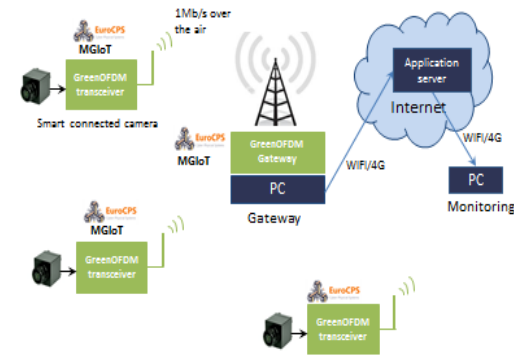 EuroCPS
MGIoT
GreenOFDM
transceiver
1Mb/s over
the air
Smart connected camera
EuroCPS
MGIoT
GreenOFDM
Gateway
PC
Gateway
WIFI/4G
Application
server
Internet
WIFI/4G
PC
Monitoring
EuroCPS
MGIoT
GreenOFDM
transceiver
EuroCPS
GreenOFDM
transceiver